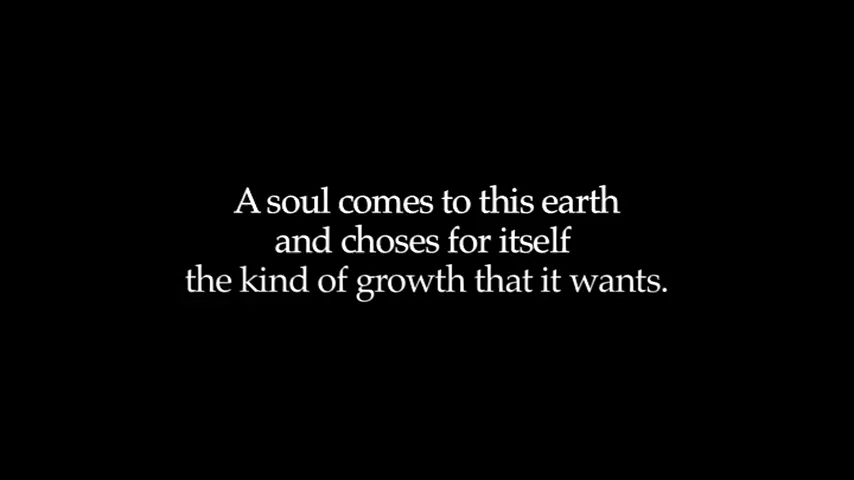 A soul comes to this earth
and choses for itself
the kind of growth that it wants.